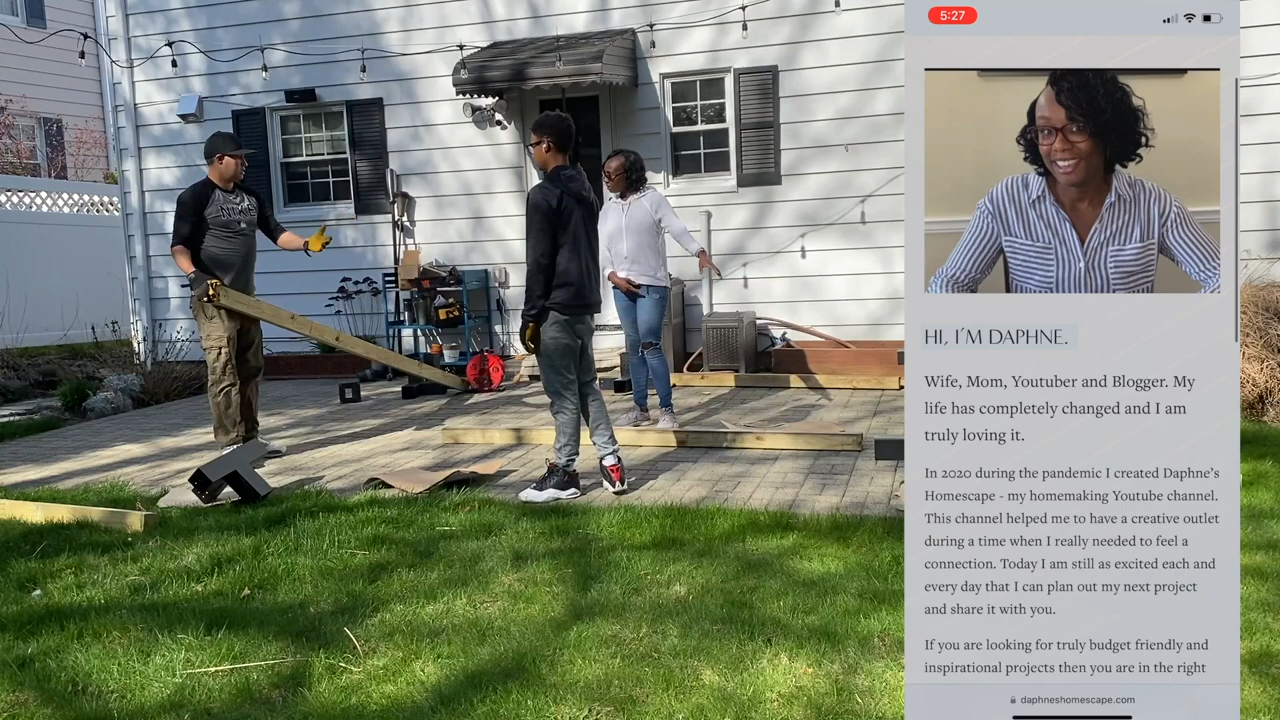 NIKE
5:27
HI, I'M DAPHNE.
Wife, Mom, Youtuber and Blogger. My
life has completely changed and I am
truly loving it.
In 2020 during the pandemic I created Daphne's
Homescape - my homemaking Youtube channel.
This channel helped me to have a creative outlet
during a time when I really needed to feel a
connection. Today I am still as excited each and
every day that I can plan out my next project
and share it with you.
If you are looking for truly budget friendly and
inspirational projects then you are in the right
daphneshomescape.com